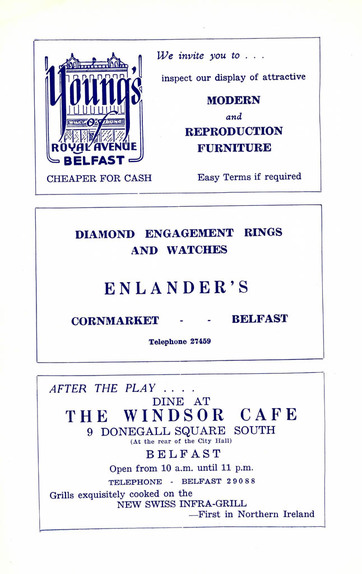 We invite you to . . .
Young's
of
ROYAL AVENUE
BELFAST
CHEAPER FOR CASH
inspect our display of attractive
MODERN
and
REPRODUCTION
FURNITURE
Easy Terms if required
DIAMOND ENGAGEMENT RINGS
AND WATCHES
ENLANDER'S
CORNMARKET - - BELFAST
Telephone 27459
AFTER THE PLAY . . . .
DINE AT
THE WINDSOR CAFE
9 DONEGALL SQUARE SOUTH
(At the rear of the City Hall)
BELFAST
Open from 10 a.m. until 11 p.m.
TELEPHONE - BELFAST 29088
Grills exquisitely cooked on the
NEW SWISS INFRA-GRILL
—First in Northern Ireland